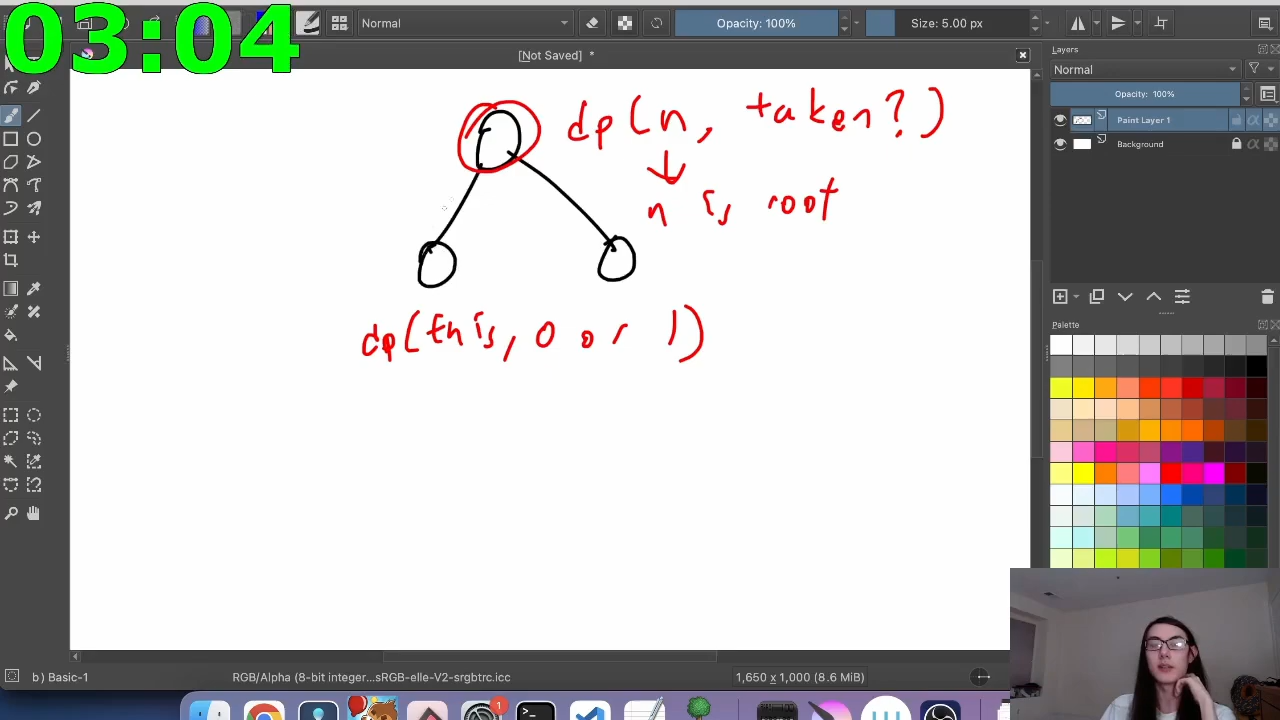 03:04
Normal
Opacity: 100%
Size: 5.00 px
[Not Saved] *
dp(n, taken?)
n is root
dp(this, 0 or 1)
Layers
Normal
Opacity: 100%
Paint Layer 1
Background
Palette
b) Basic-1
RGB/Alpha (8-bit integer...sRGB-elle-V2-srgbtrc.icc
1,650 x 1,000 (8.6 MiB)
1